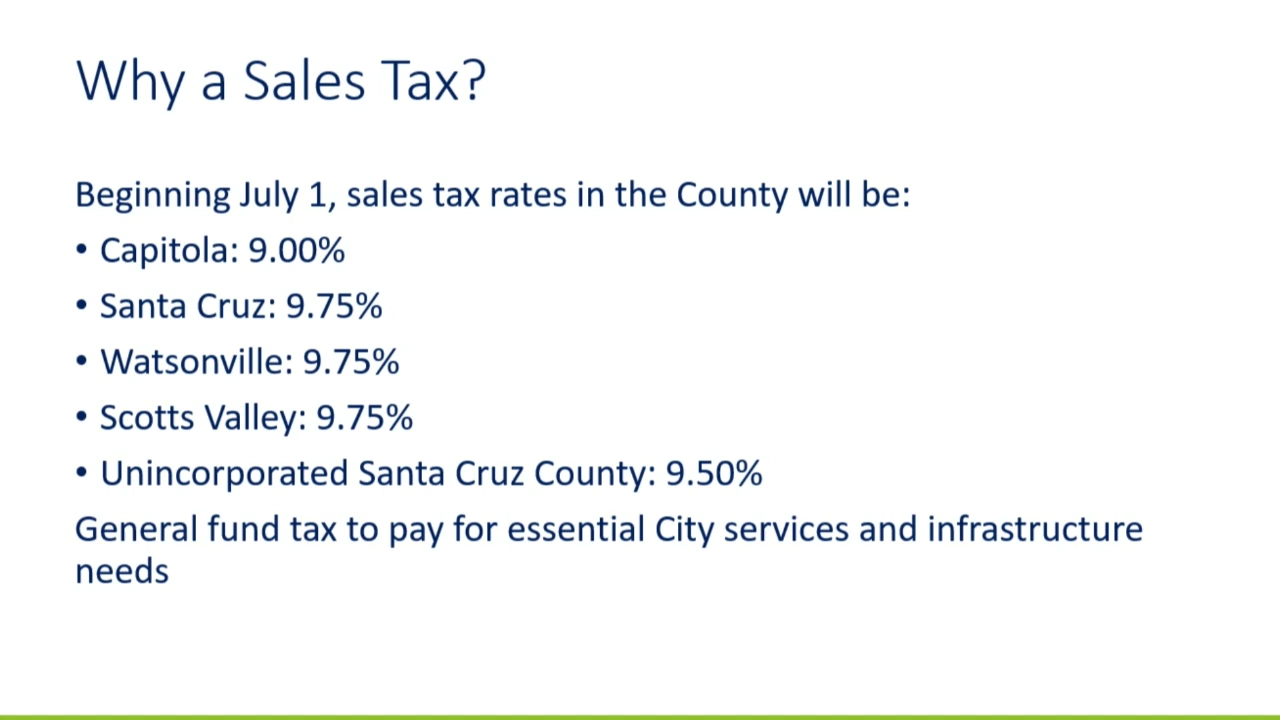 Why a Sales Tax?
Beginning July 1, sales tax rates in the County will be:
• Capitola: 9.00%
• Santa Cruz: 9.75%
• Watsonville: 9.75%
• Scotts Valley: 9.75%
• Unincorporated Santa Cruz County: 9.50%
General fund tax to pay for essential City services and infrastructure
needs